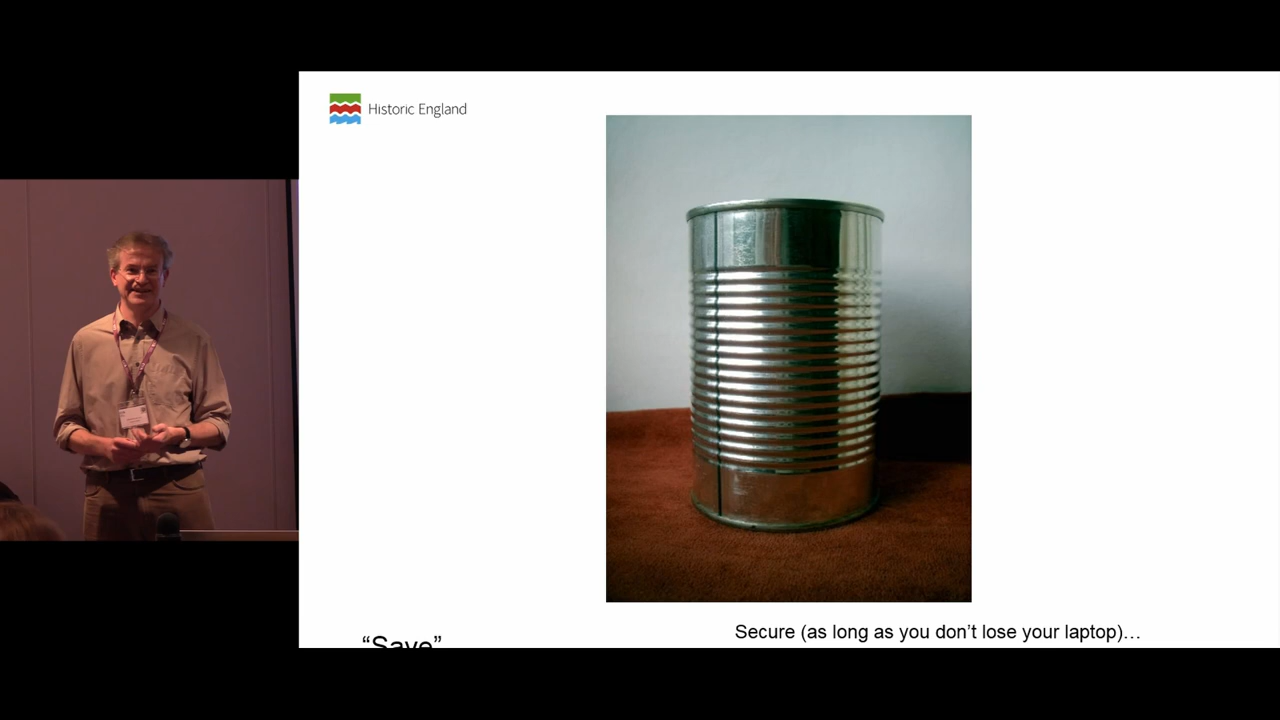 Historic England
Secure (as long as you don’t lose your laptop)…
“Save”